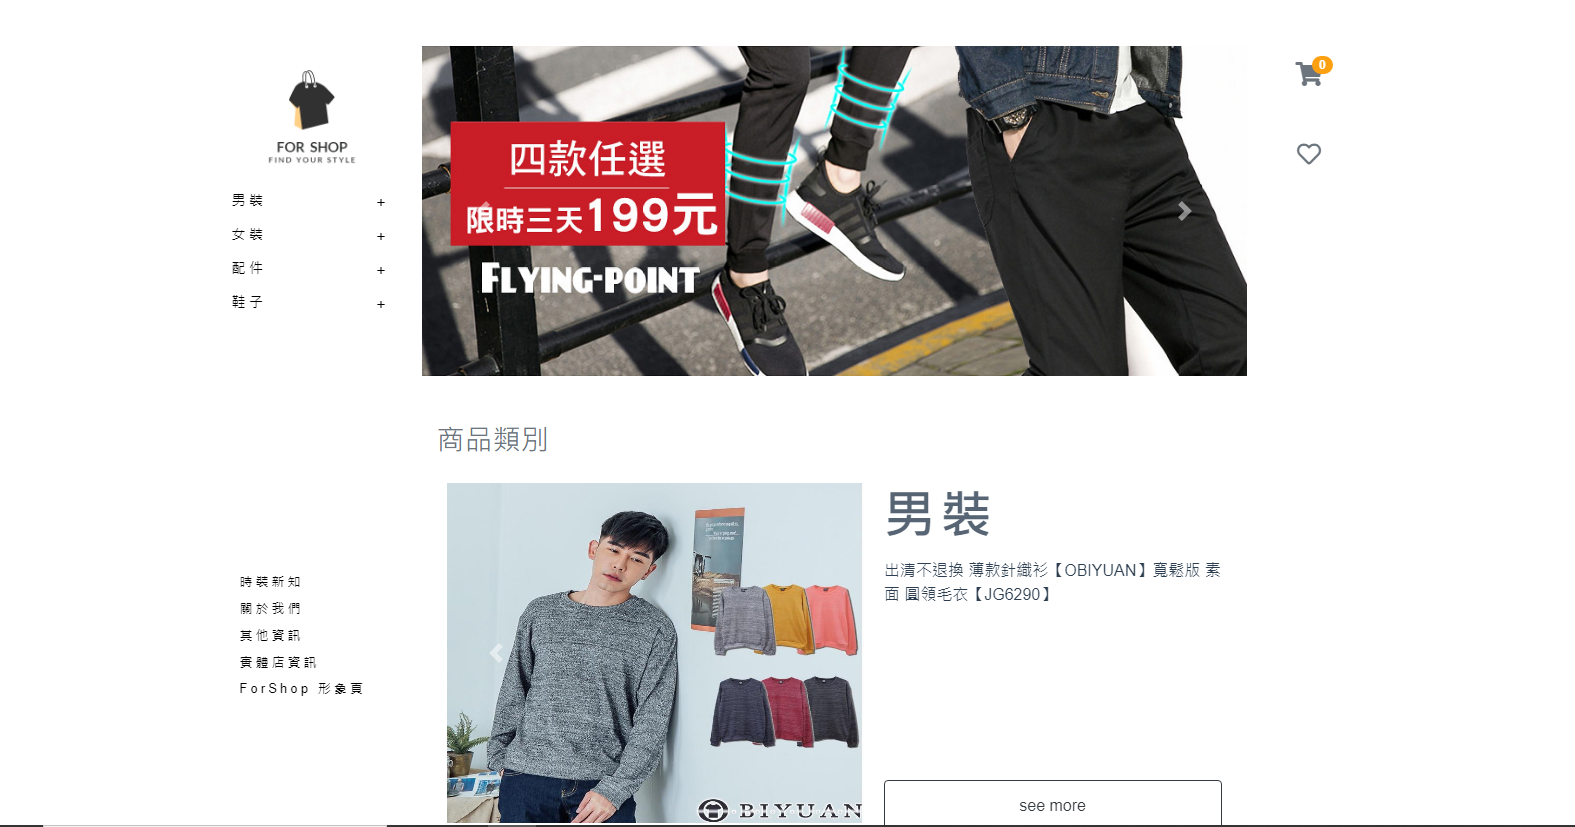 FOR SHOP
FIND YOUR STYLE
男裝 +
女裝 +
配件 +
鞋子 +
時裝新知
關於我們
其他資訊
實體店資訊
ForShop 形象頁
四款任選
限時三天199元
FLYING-POINT
0
商品類別
BIYUAN
男裝
出清不退換 薄款針織衫【OBIYUAN】寬鬆版 素
面 圓領毛衣【JG6290】
see more